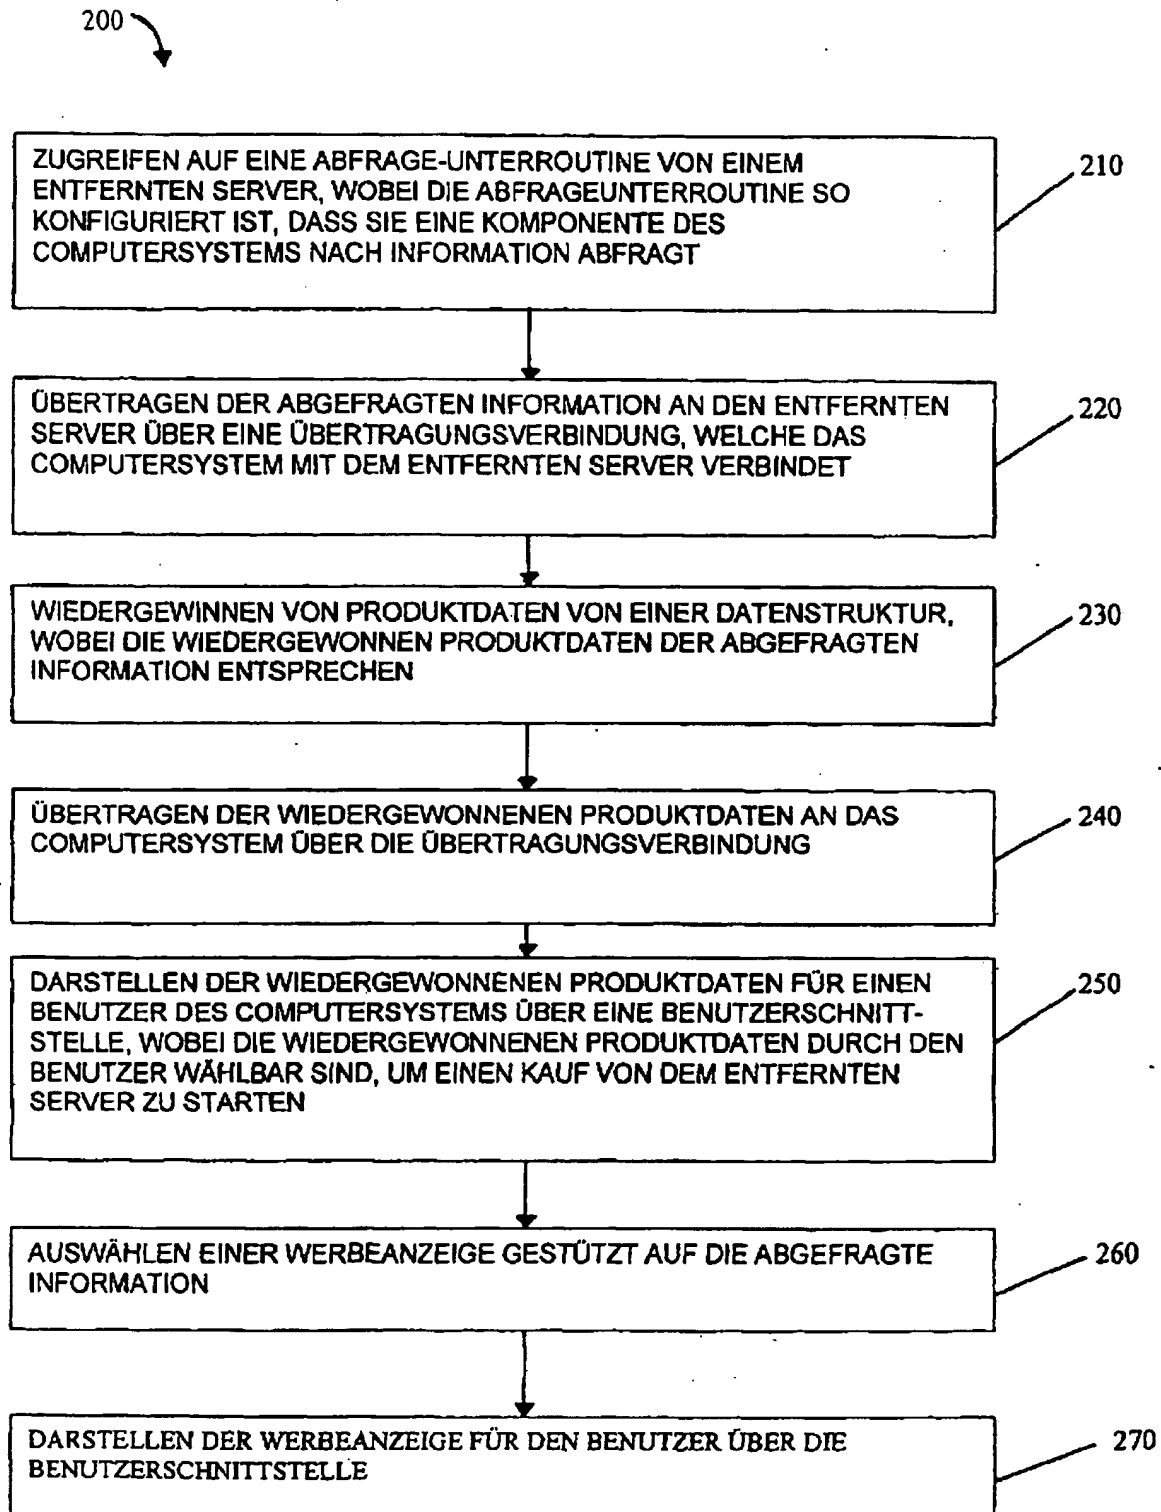 200
ZUGREIFEN AUF EINE ABFRAGE-UNTERROUTINE VON EINEM
ENTFERNTEN SERVER, WOBEI DIE ABFRAGEUNTERROUTINE SO
KONFIGURIERT IST, DASS SIE EINE KOMPONENTE DES
COMPUTERSYSTEMS NACH INFORMATION ABFRAGT
210
ÜBERTRAGEN DER ABGEFRAGTEN INFORMATION AN DEN ENTFERNTEN
SERVER ÜBER EINE ÜBERTRAGUNGSVERBINDUNG, WELCHE DAS
COMPUTERSYSTEM MIT DEM ENTFERNTEN SERVER VERBINDET
220
WIEDERGEWINNEN VON PRODUKTDATEN VON EINER DATENSTRUKTUR,
WOBEI DIE WIEDERGEWONNEN PRODUKTDATEN DER ABGEFRAGTEN
INFORMATION ENTSPRECHEN
230
ÜBERTRAGEN DER WIEDERGEWONNENEN PRODUKTDATEN AN DAS
COMPUTERSYSTEM ÜBER DIE ÜBERTRAGUNGSVERBINDUNG
240
DARSTELLEN DER WIEDERGEWONNENEN PRODUKTDATEN FÜR EINEN
BENUTZER DES COMPUTERSYSTEMS ÜBER EINE BENUTZERSCHNITT-
STELLE, WOBEI DIE WIEDERGEWONNENEN PRODUKTDATEN DURCH DEN
BENUTZER WÄHLBAR SIND, UM EINEN KAUF VON DEM ENTFERNTEN
SERVER ZU STARTEN
250
AUSWÄHLEN EINER WERBEANZEIGE GESTÜTZT AUF DIE ABGEFRAGTE
INFORMATION
260
DARSTELLEN DER WERBEANZEIGE FÜR DEN BENUTZER ÜBER DIE
BENUTZERSCHNITTSTELLE
270